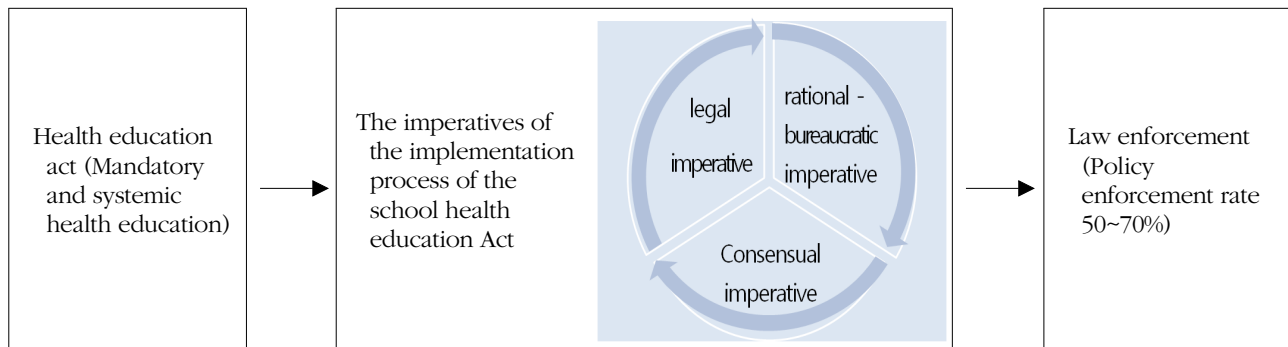 Health education
act (Mandatory
and systemic
health education)
The imperatives of
the implementation
process of the
school health
education Act
legal
imperative
rational -
bureaucratic
imperative
Consensual
imperative
Law enforcement
(Policy
enforcement rate
50~70%)